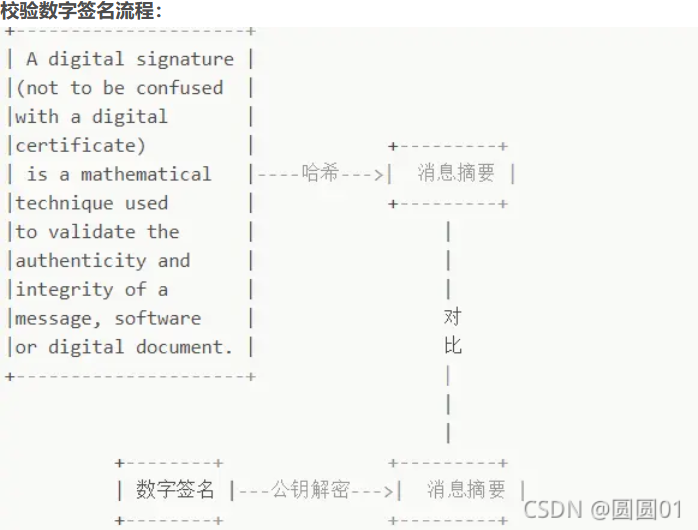 校验数字签名流程：
A digital signature
(not to be confused
with a digital
certificate)
is a mathematical
technique used
to validate the
authenticity and
integrity of a
message, software
or digital document.
哈希
消息摘要
对
比
数字签名
公钥解密
消息摘要
CSDN @圆圆01